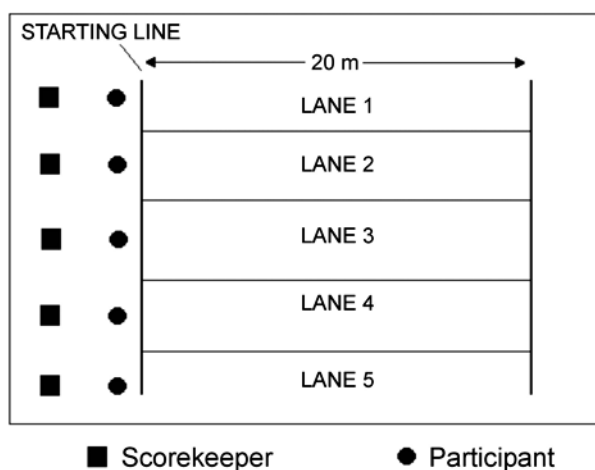 STARTING LINE
20 m
LANE 1
LANE 2
LANE 3
LANE 4
LANE 5
Scorekeeper
Participant